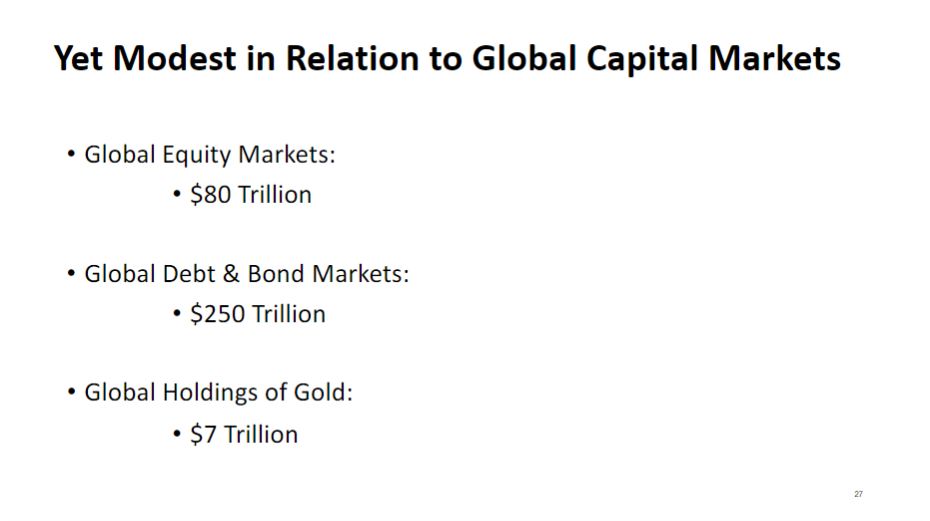 Yet Modest in Relation to Global Capital Markets
• Global Equity Markets:
• $80 Trillion
• Global Debt & Bond Markets:
• $250 Trillion
• Global Holdings of Gold:
• $7 Trillion
27